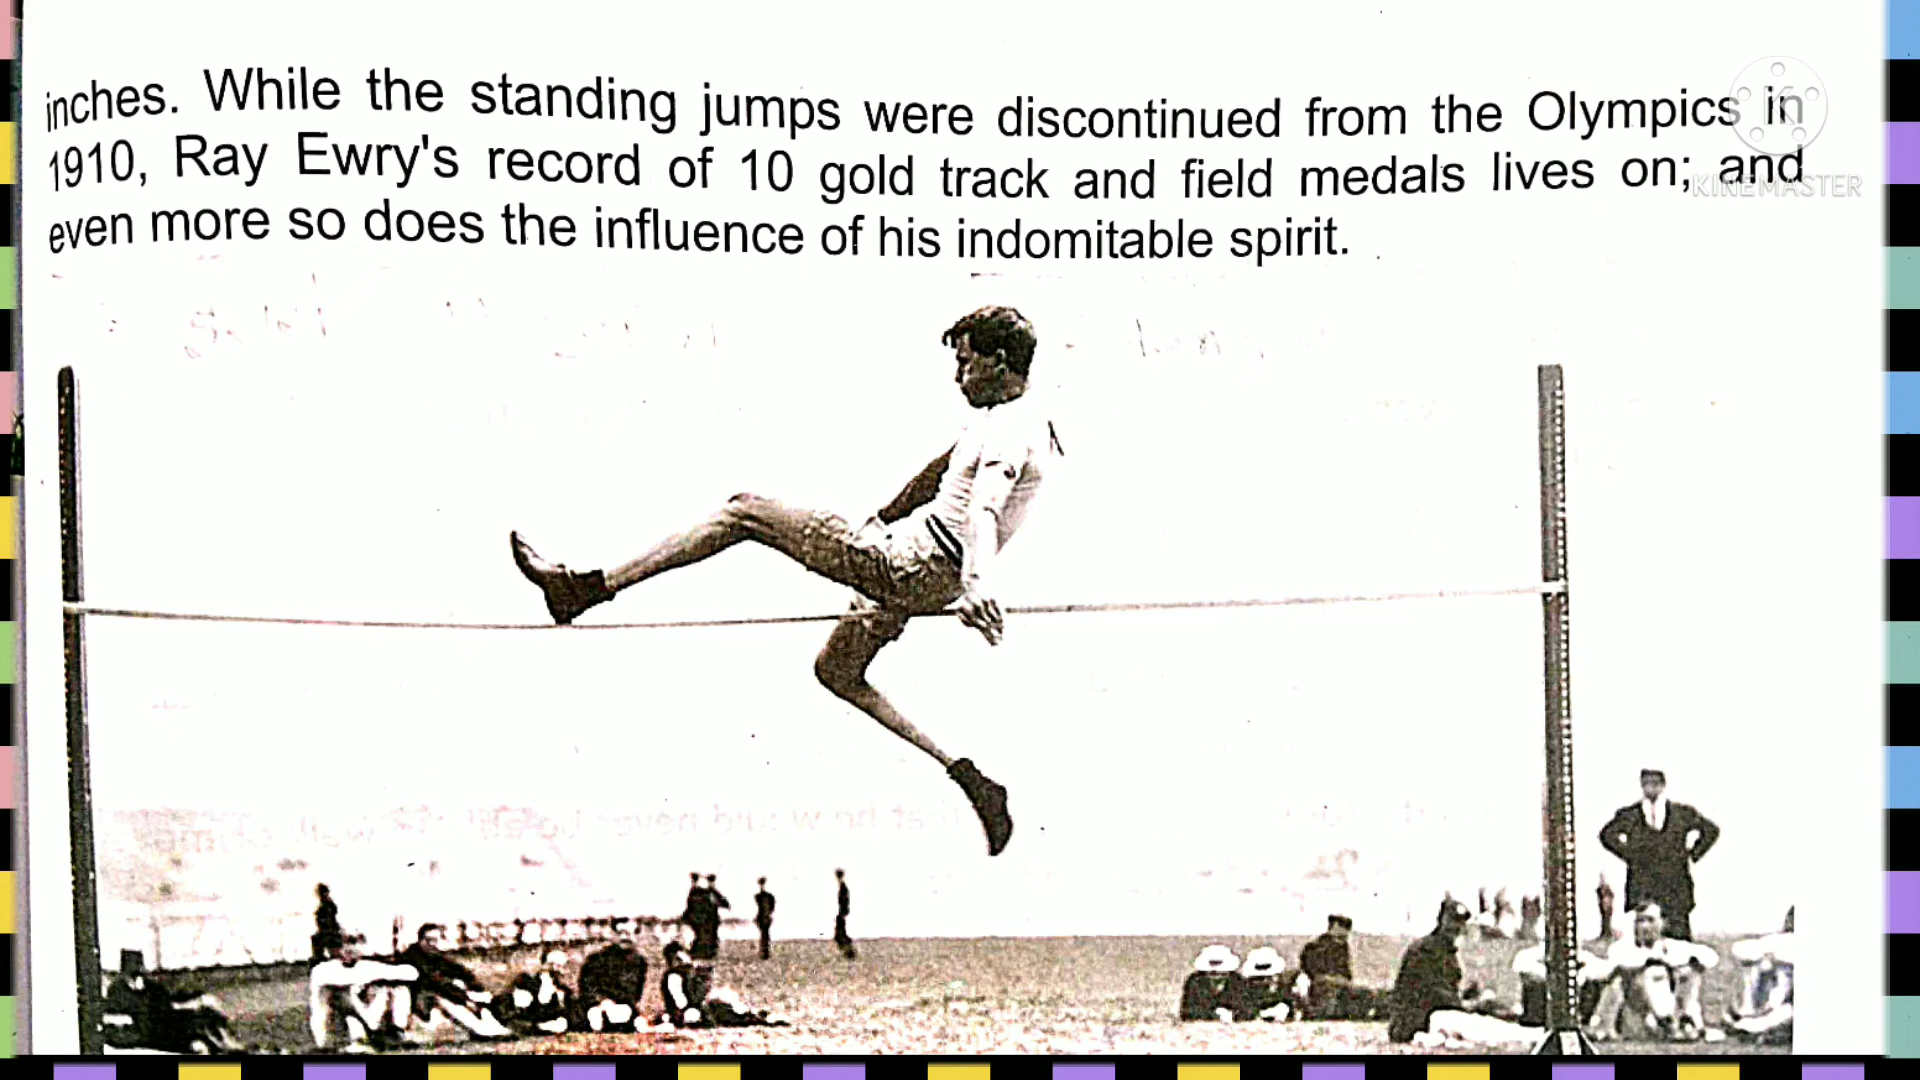 inches. While the standing jumps were discontinued from the Olympics in
1910, Ray Ewry's record of 10 gold track and field medals lives on; and
even more so does the influence of his indomitable spirit.
KINEMASTER